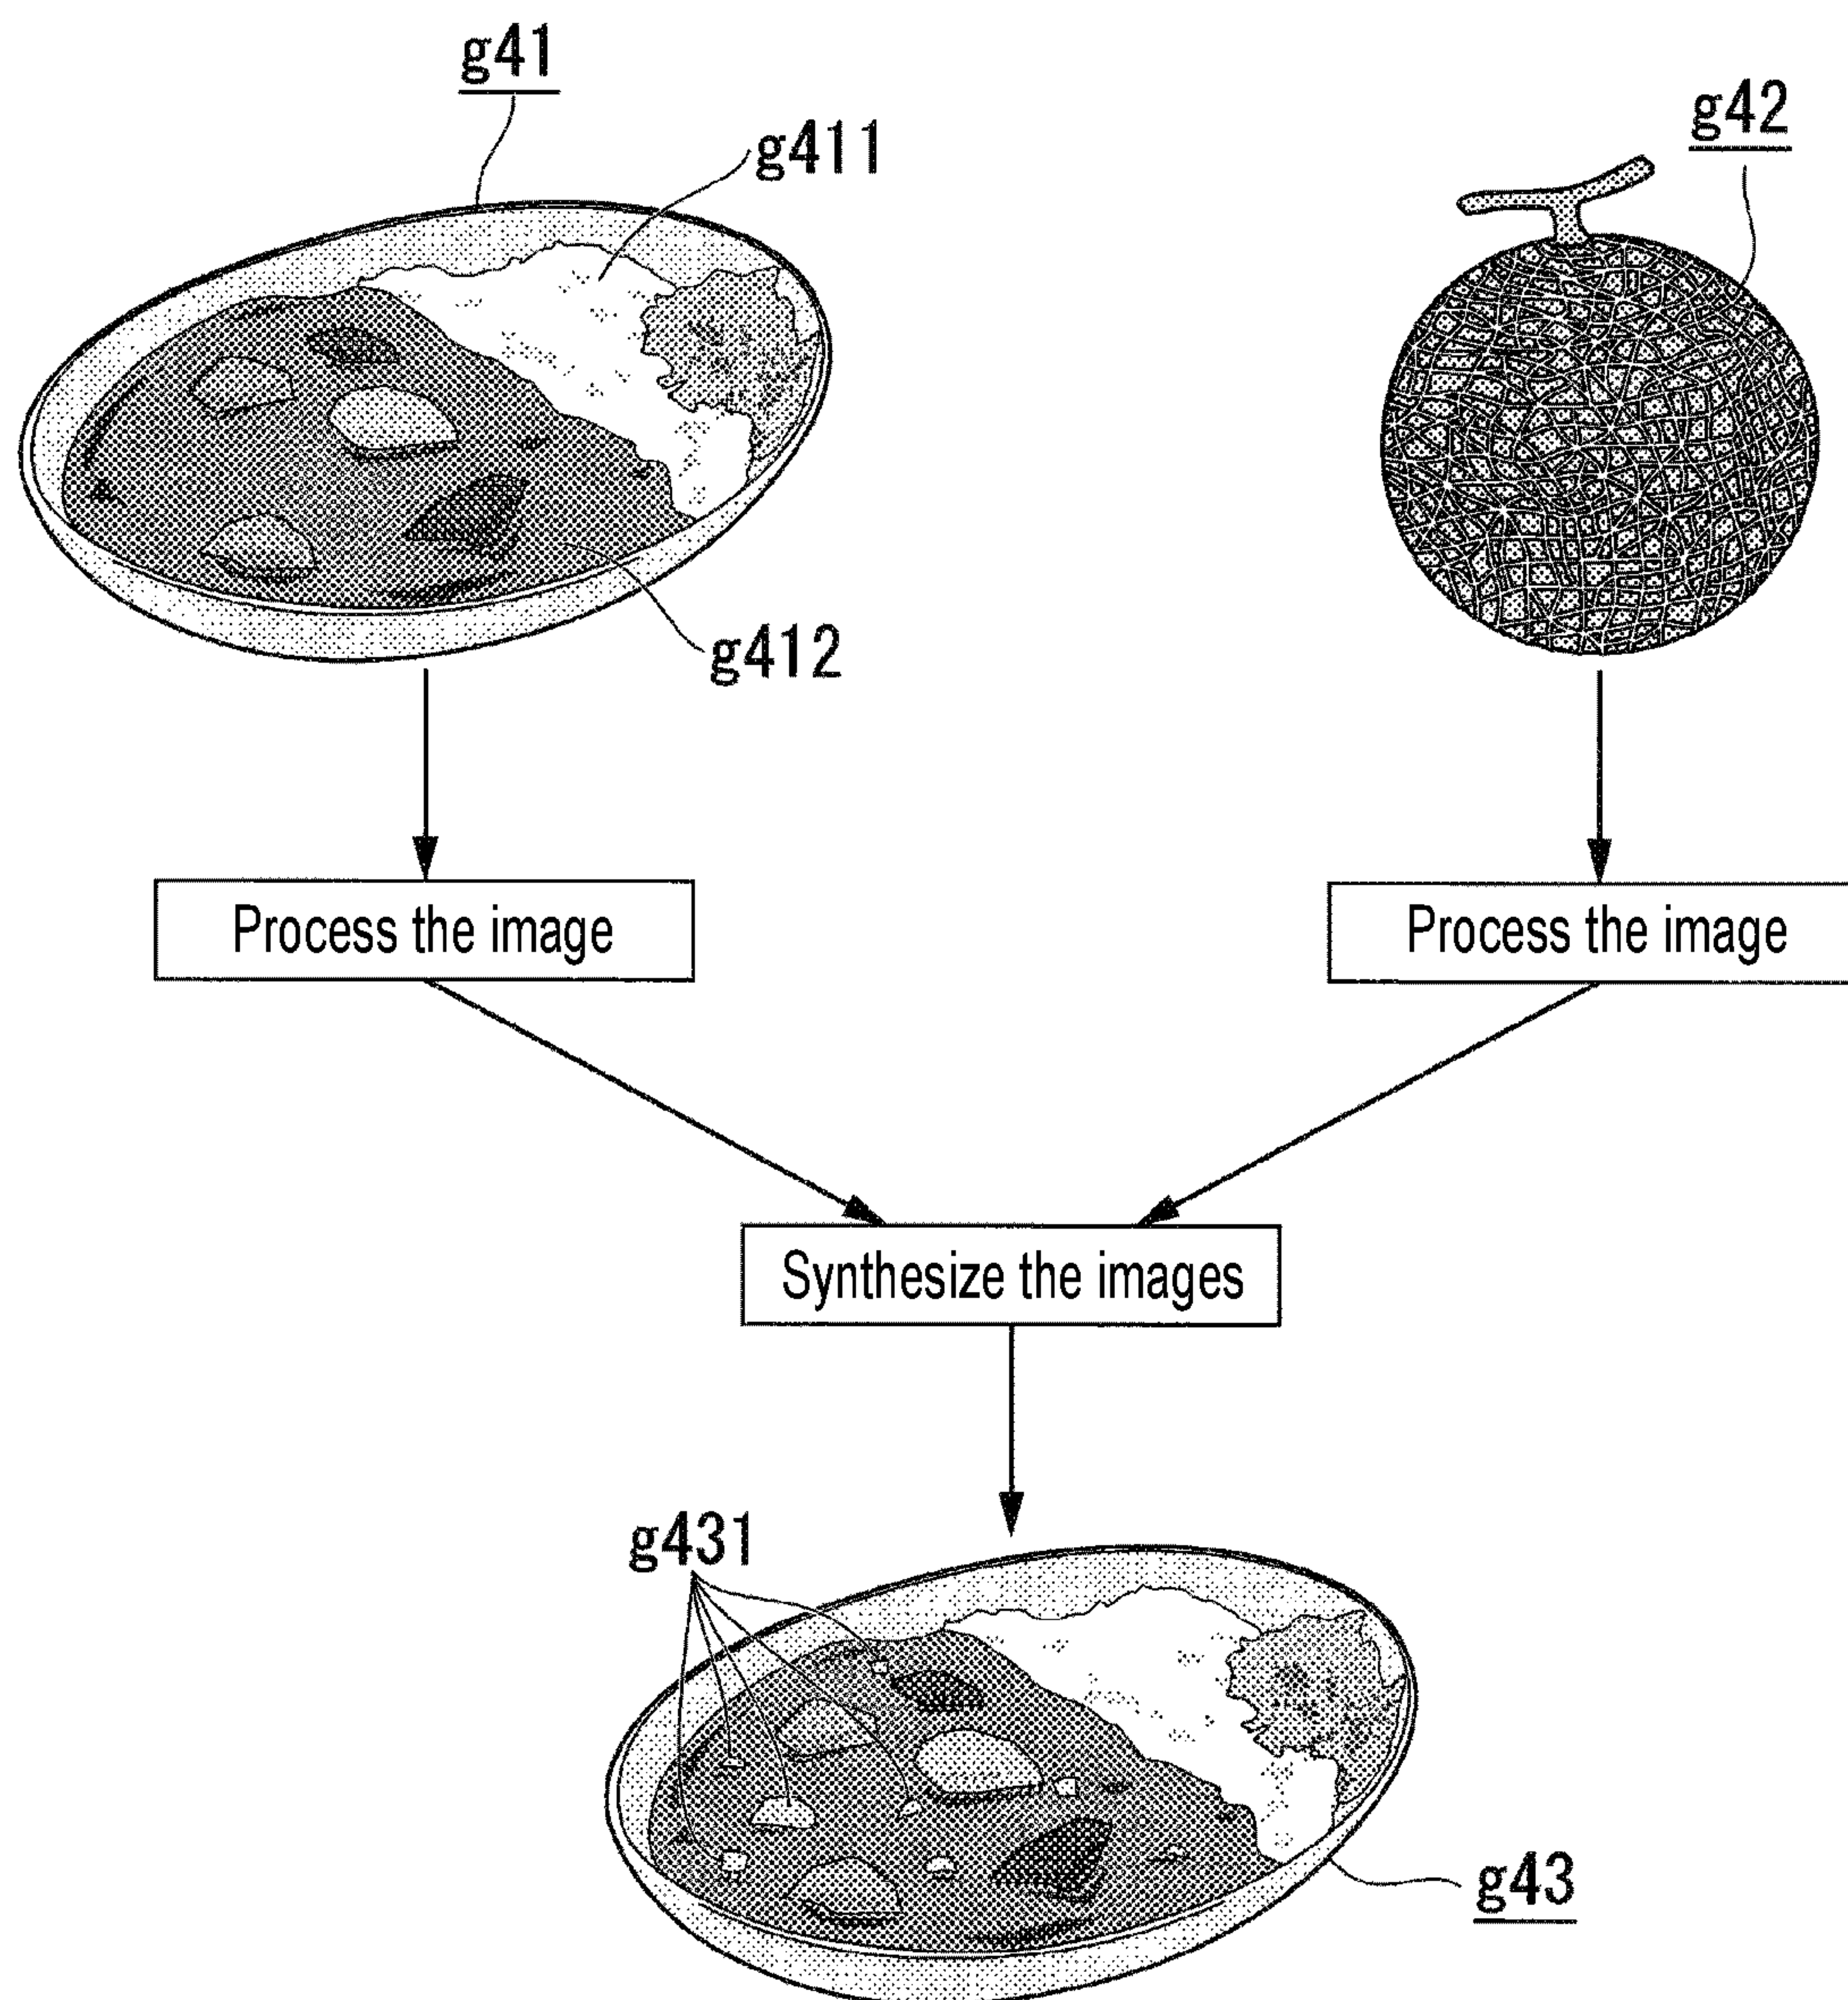 g41
g42
g411
g412
Process the image
Process the image
Synthesize the images
g431
g43